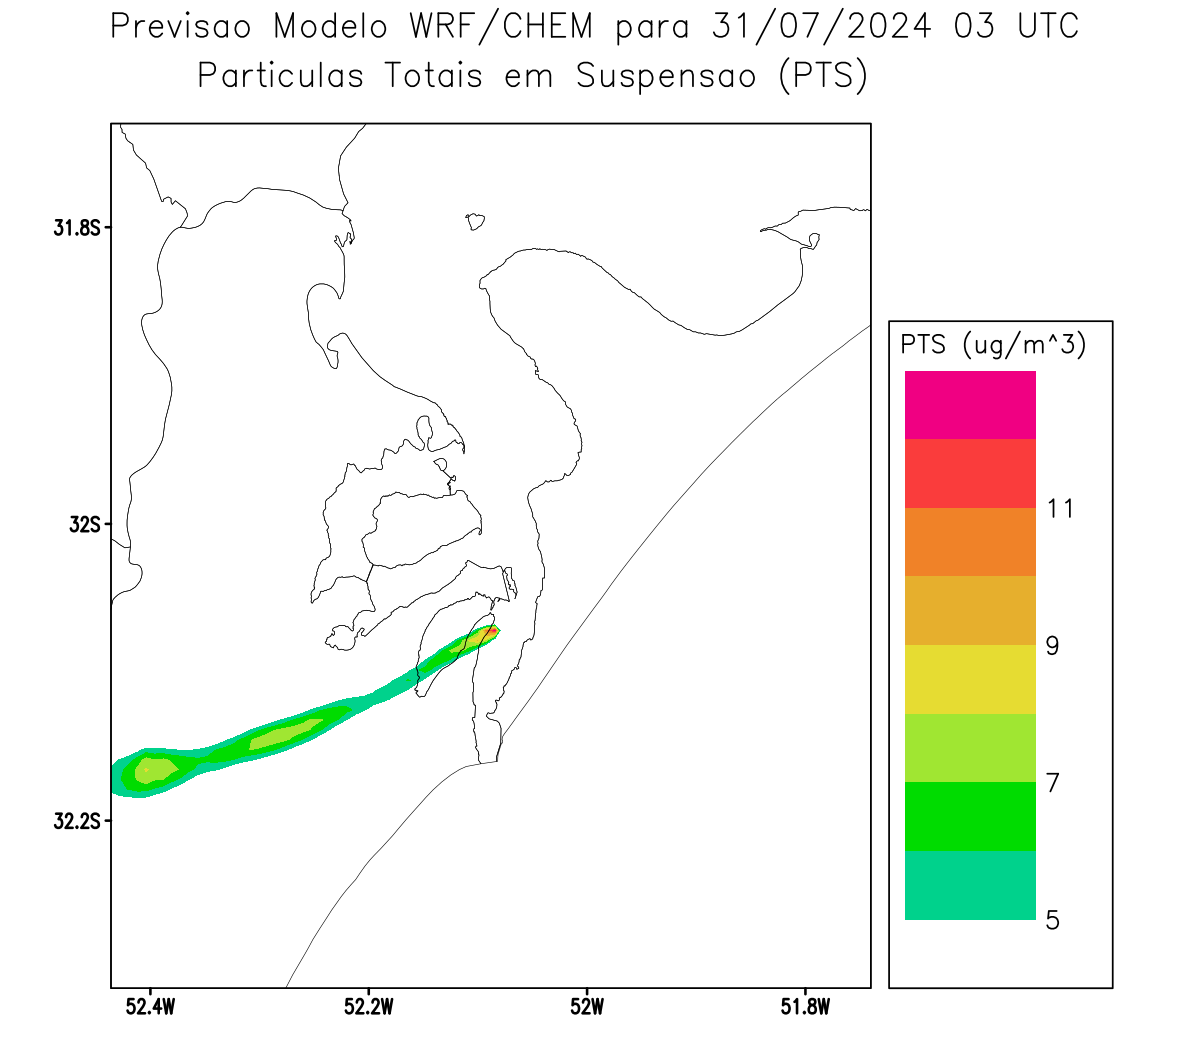 Previsao Modelo WRF/CHEM para 31/07/2024 03 UTC
Particulas Totais em Suspensao (PTS)
31.8S
32S
32.2S
52.4W
52.2W
52W
51.8W
PTS (ug/m^3)
11
9
7
5